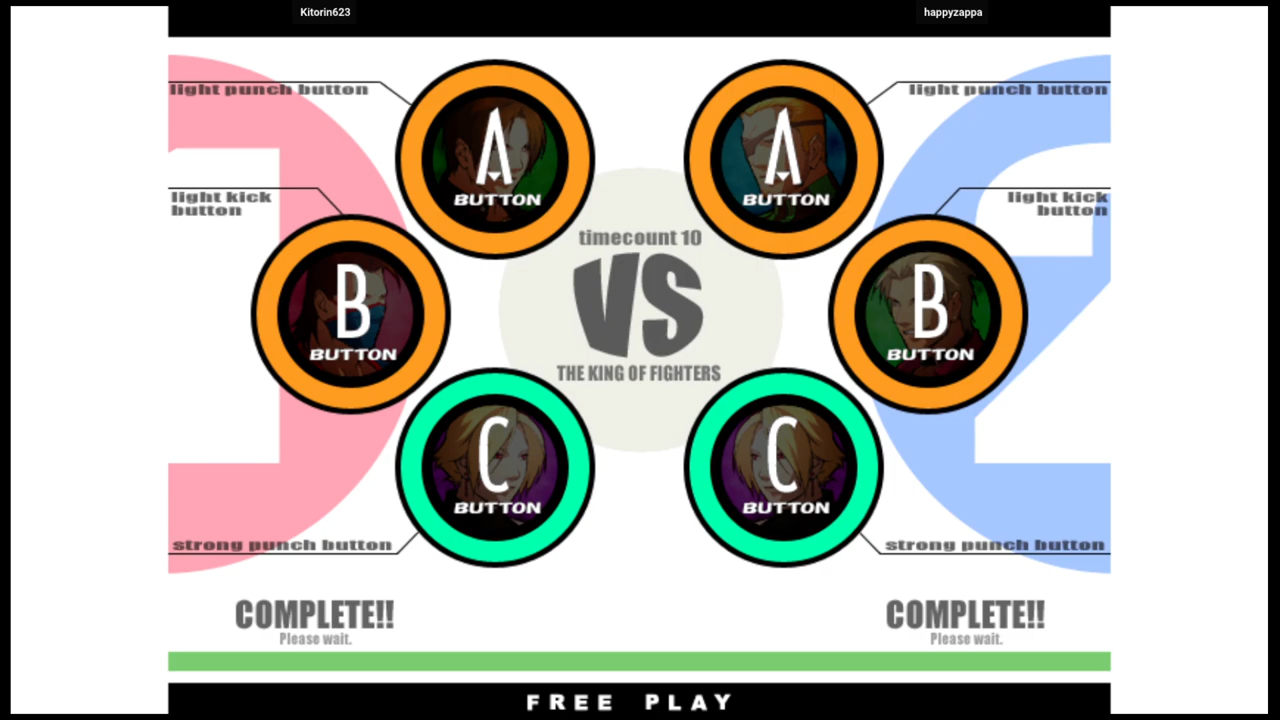 Kitorin623
happyzappa
light punch button
A
BUTTON
A
BUTTON
light punch button
light kick
button
B
BUTTON
timecount 10
VS
THE KING OF FIGHTERS
light kick
button
B
BUTTON
C
BUTTON
C
BUTTON
strong punch button
strong punch button
COMPLETE!!
Please wait.
COMPLETE!!
Please wait.
FREE PLAY